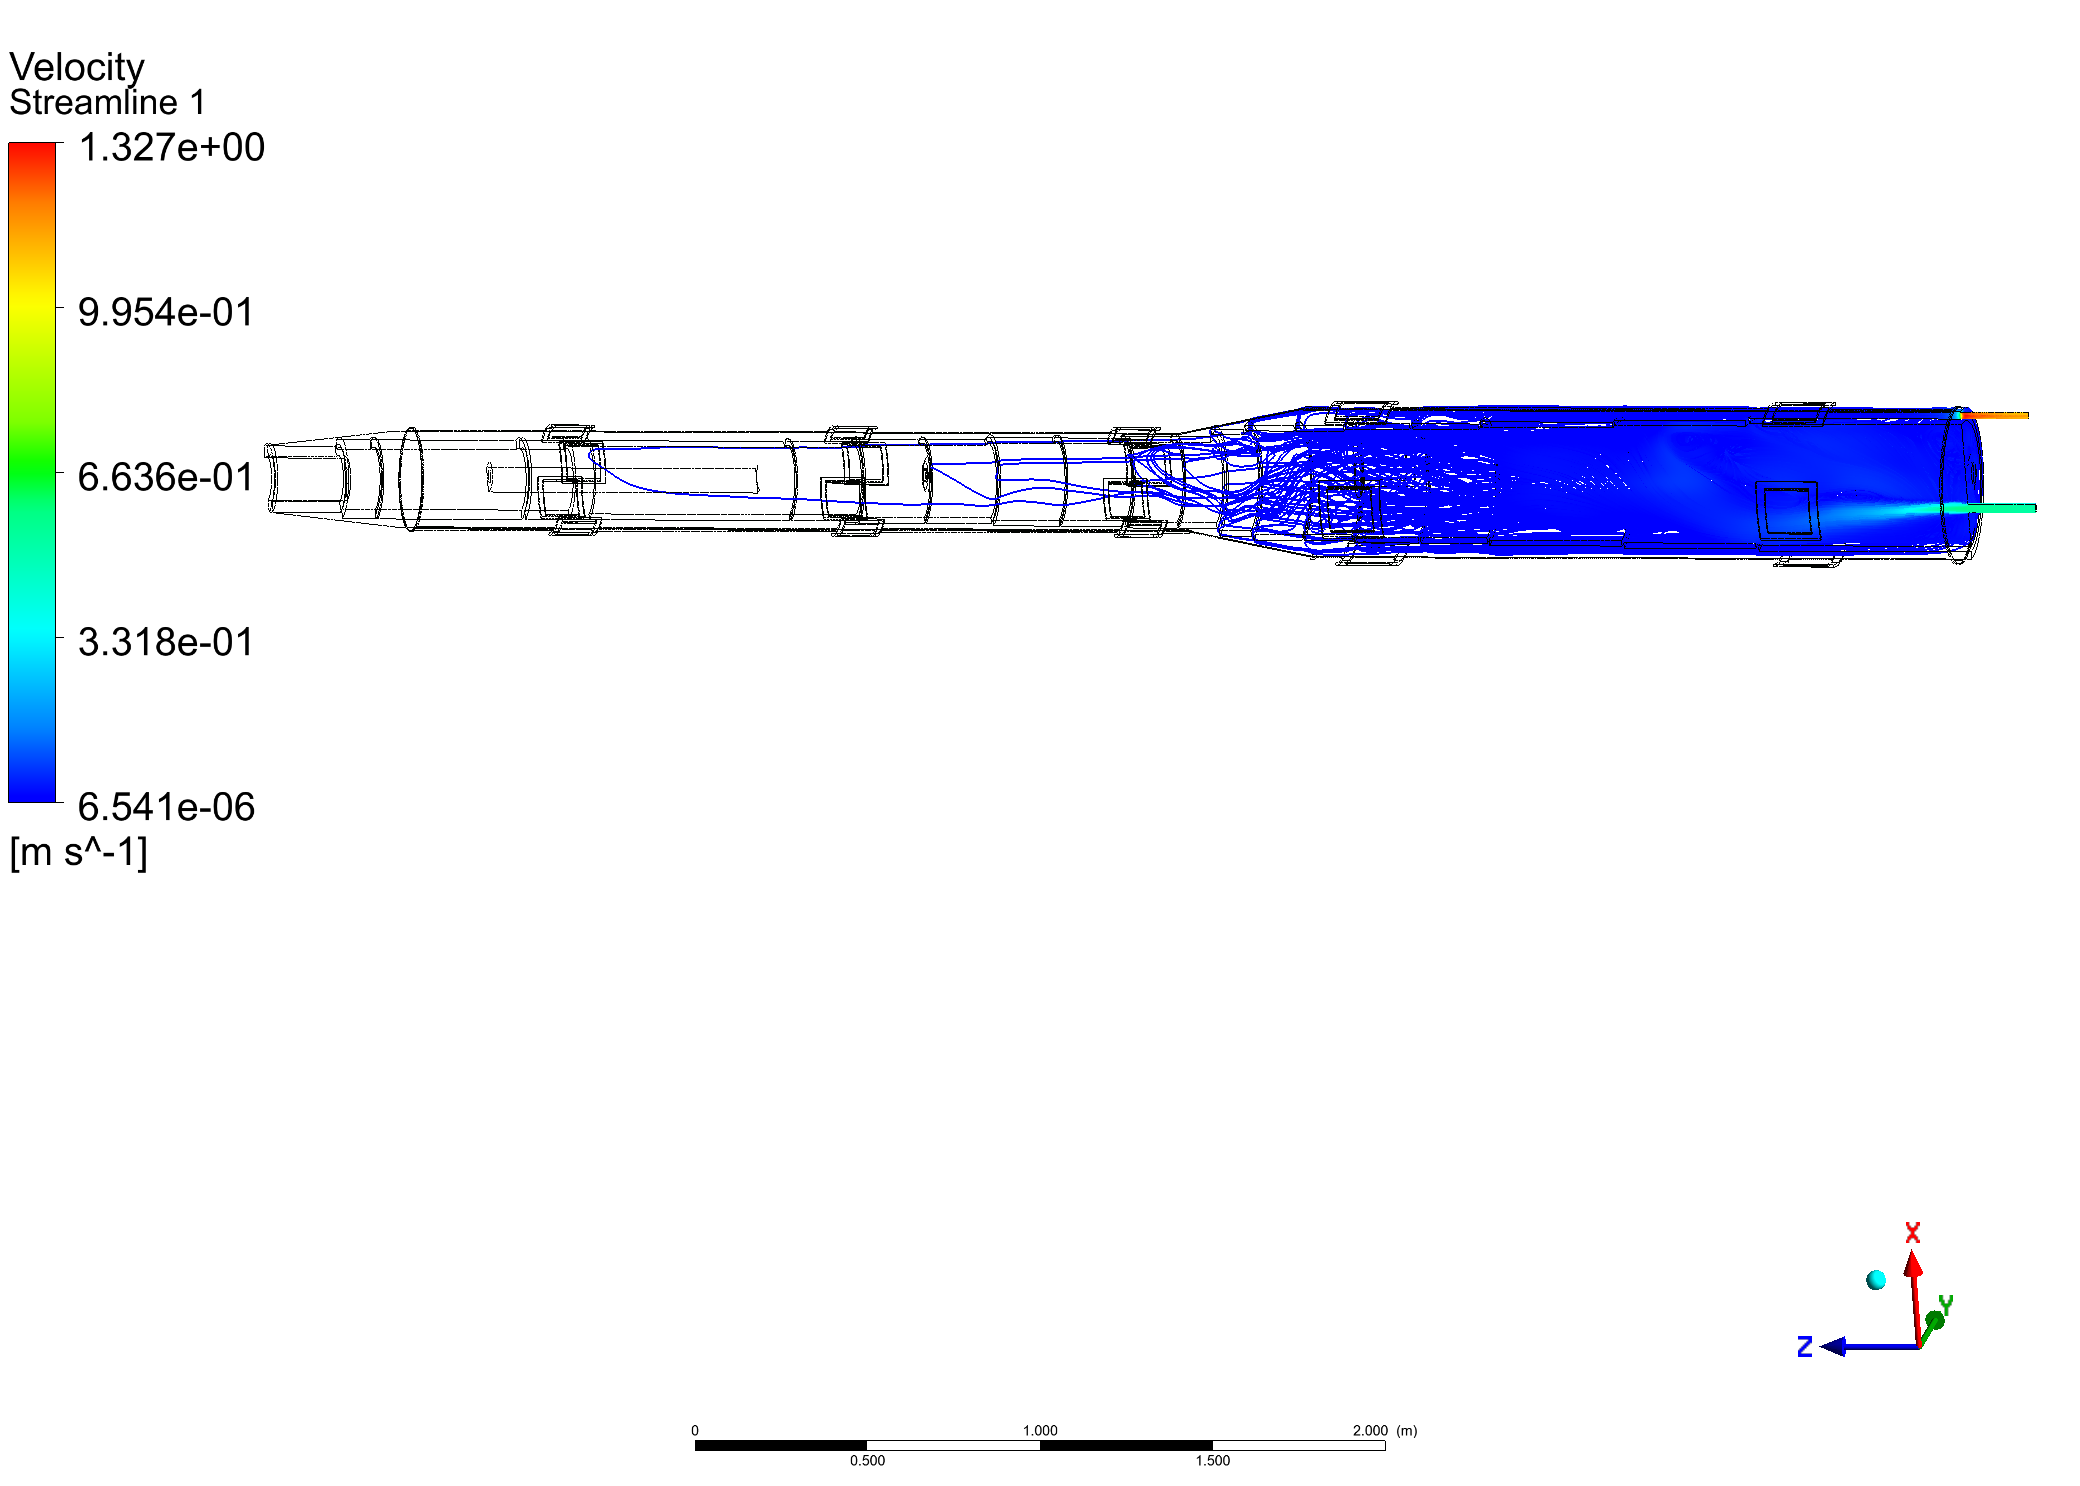 Velocity
Streamline 1
1.327e+00
9.954e-01
6.636e-01
3.318e-01
6.541e-06
[m s^-1]
X
Y
Z
0 1.000 2.000 (m)
0.500 1.500